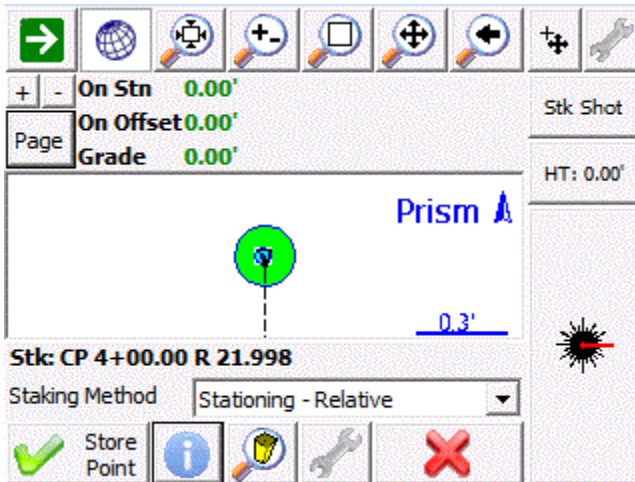 + - On Stn 0.00'
Stk Shot
On Offset 0.00'
Page
Grade 0.00'
HT: 0.00'
Prism
0.3'
Stk: CP 4+00.00 R 21.998
Staking Method Stationing - Relative
Store
Point